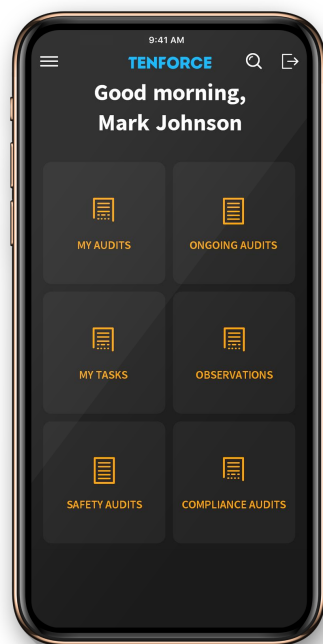 9:41 AM
TENFORCE
Good morning,
Mark Johnson
MY AUDITS
ONGOING AUDITS
MY TASKS
OBSERVATIONS
SAFETY AUDITS
COMPLIANCE AUDITS